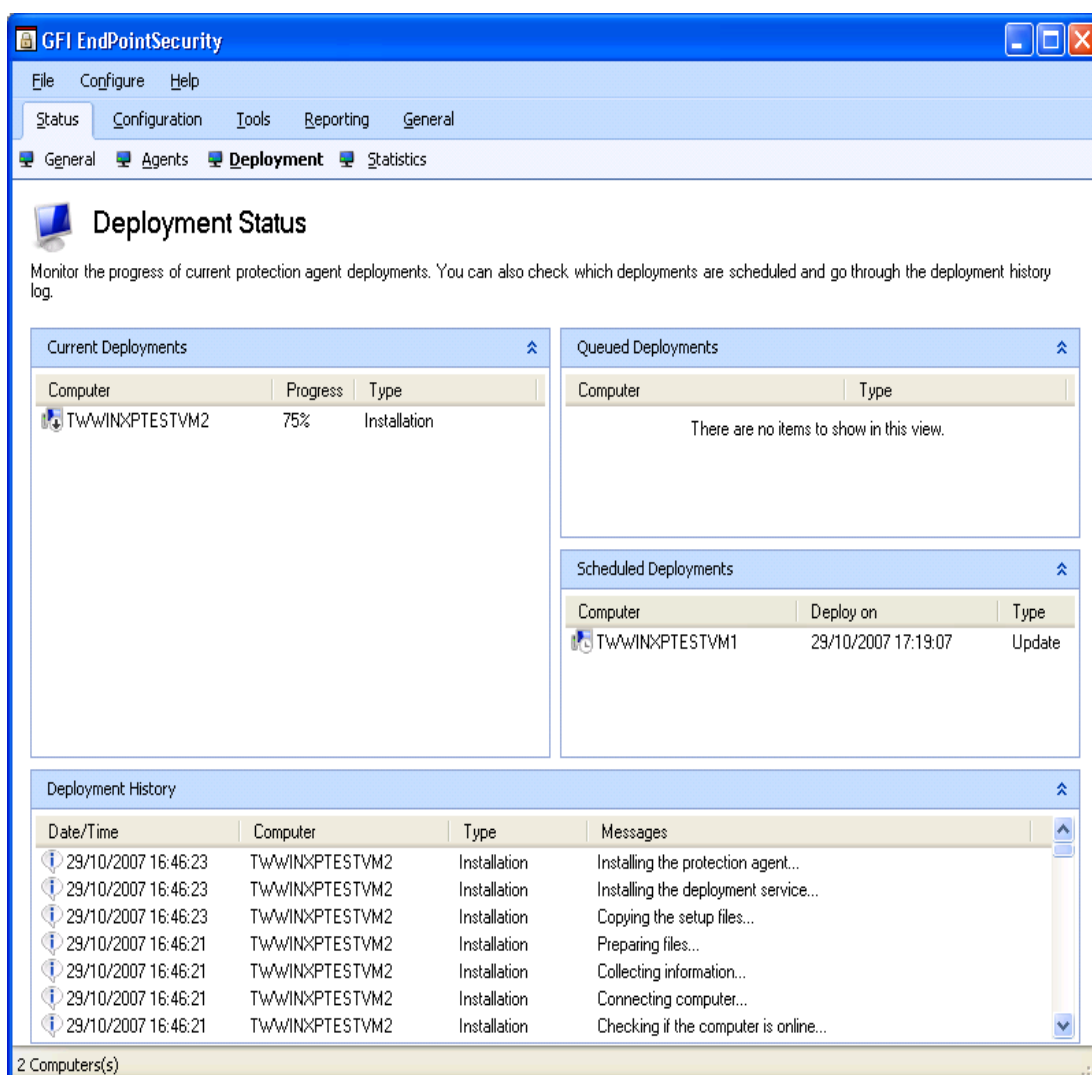 GFI EndPointSecurity
File Configure Help
Status Configuration Tools Reporting General
General Agents Deployment Statistics
Deployment Status
Monitor the progress of current protection agent deployments. You can also check which deployments are scheduled and go through the deployment history
log.
Current Deployments
Computer Progress Type
TWWINXPTESTVM2 75% Installation
Queued Deployments
Computer Type
There are no items to show in this view.
Scheduled Deployments
Computer Deploy on Type
TWWINXPTESTVM1 29/10/2007 17:19:07 Update
Deployment History
Date/Time Computer Type Messages
29/10/2007 16:46:23 TWWINXPTESTVM2 Installation Installing the protection agent...
29/10/2007 16:46:23 TWWINXPTESTVM2 Installation Installing the deployment service...
29/10/2007 16:46:23 TWWINXPTESTVM2 Installation Copying the setup files...
29/10/2007 16:46:21 TWWINXPTESTVM2 Installation Preparing files...
29/10/2007 16:46:21 TWWINXPTESTVM2 Installation Collecting information...
29/10/2007 16:46:21 TWWINXPTESTVM2 Installation Connecting computer...
29/10/2007 16:46:21 TWWINXPTESTVM2 Installation Checking if the computer is online...
2 Computers(s)